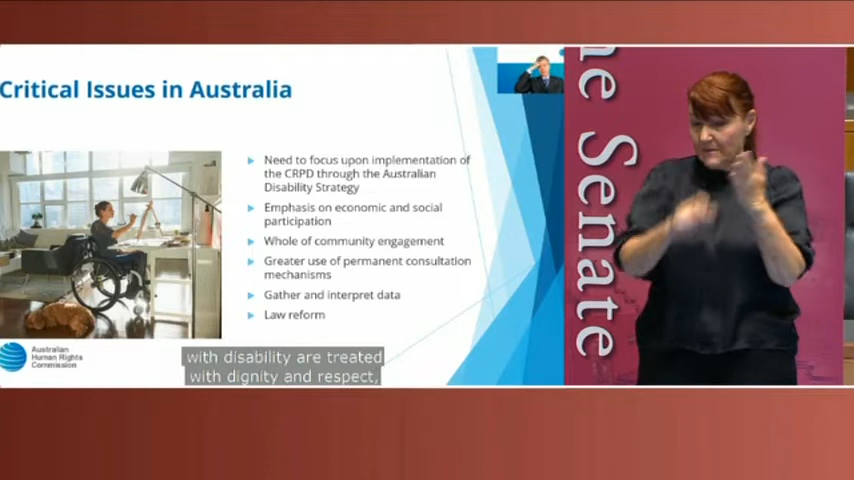 Critical Issues in Australia
Need to focus upon implementation of
the CRPD through the Australian
Disability Strategy
Emphasis on economic and social
participation
Whole of community engagement
Greater use of permanent consultation
mechanisms
Gather and interpret data
Law reform
Australian
Human Rights
Commission
with disability are treated
with dignity and respect,
he Senate